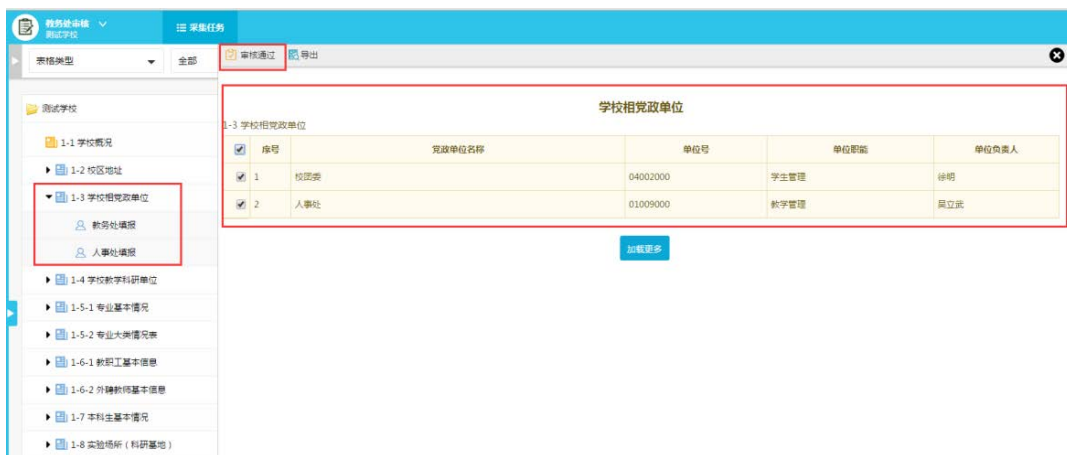 教务处审核
测试学校
采集任务
表格类型
全部
审核通过 导出
测试学校
1-1 学校概况
1-2 校区地址
1-3 学校相党政单位
教务处填报
人事处填报
1-4 学校教学科研单位
1-5-1 专业基本情况
1-5-2 专业大类情况表
1-6-1 教职工基本信息
1-6-2 外聘教师基本信息
1-7 本科生基本情况
1-8 实验场所（科研基地）
学校相党政单位
1-3 学校相党政单位
序号 党政单位名称 单位号 单位职能 单位负责人
1 校团委 04002000 学生管理 徐明
2 人事处 01009000 教学管理 吴立武
加载更多